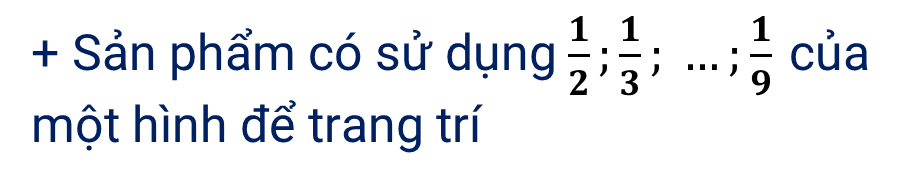 + Sản phẩm có sử dụng 1/2; 1/3; ...; 1/9 của
một hình để trang trí